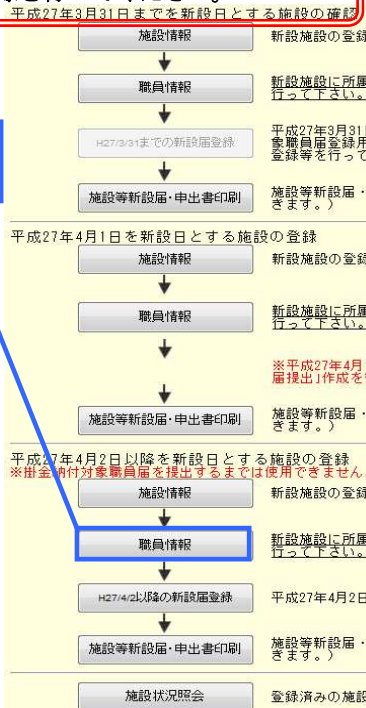 平成27年3月31日までを新設日とする施設の確認
施設情報
新設施設の登録
職員情報
新設施設に所属
行って下さい。
H27/3/31までの新設届登録
平成27年3月31日
象職員届登録用
登録等を行って
施設等新設届・申出書印刷
施設等新設届・
きます。）
平成27年4月1日を新設日とする施設の登録
施設情報
新設施設の登録
職員情報
新設施設に所属
行って下さい。
※平成27年4月
届提出」作成を
施設等新設届・申出書印刷
施設等新設届・
きます。）
平成27年4月2日以降を新設日とする施設の登録
※掛金納付対象職員届を提出するまでは使用できません
施設情報
新設施設の登録
職員情報
新設施設に所属
行って下さい。
H27/4/2以降の新設届登録
平成27年4月2日
施設等新設届・申出書印刷
施設等新設届・
きます。）
施設状況照会
登録済みの施設